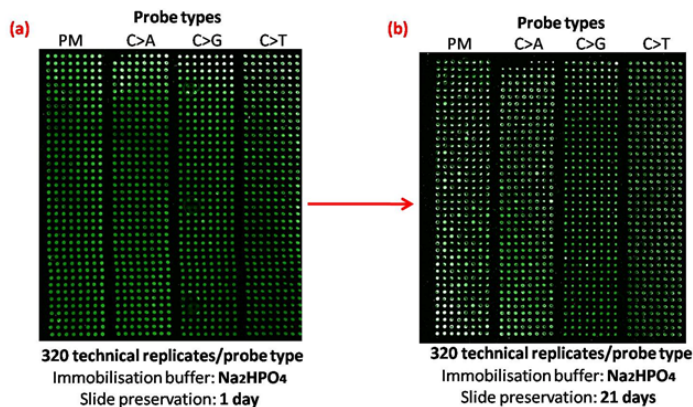 (a)
Probe types
PM C>A C>G C>T
320 technical replicates/probe type
Immobilisation buffer: Na2HPO4
Slide preservation: 1 day
(b)
Probe types
PM C>A C>G C>T
320 technical replicates/probe type
Immobilisation buffer: Na2HPO4
Slide preservation: 21 days